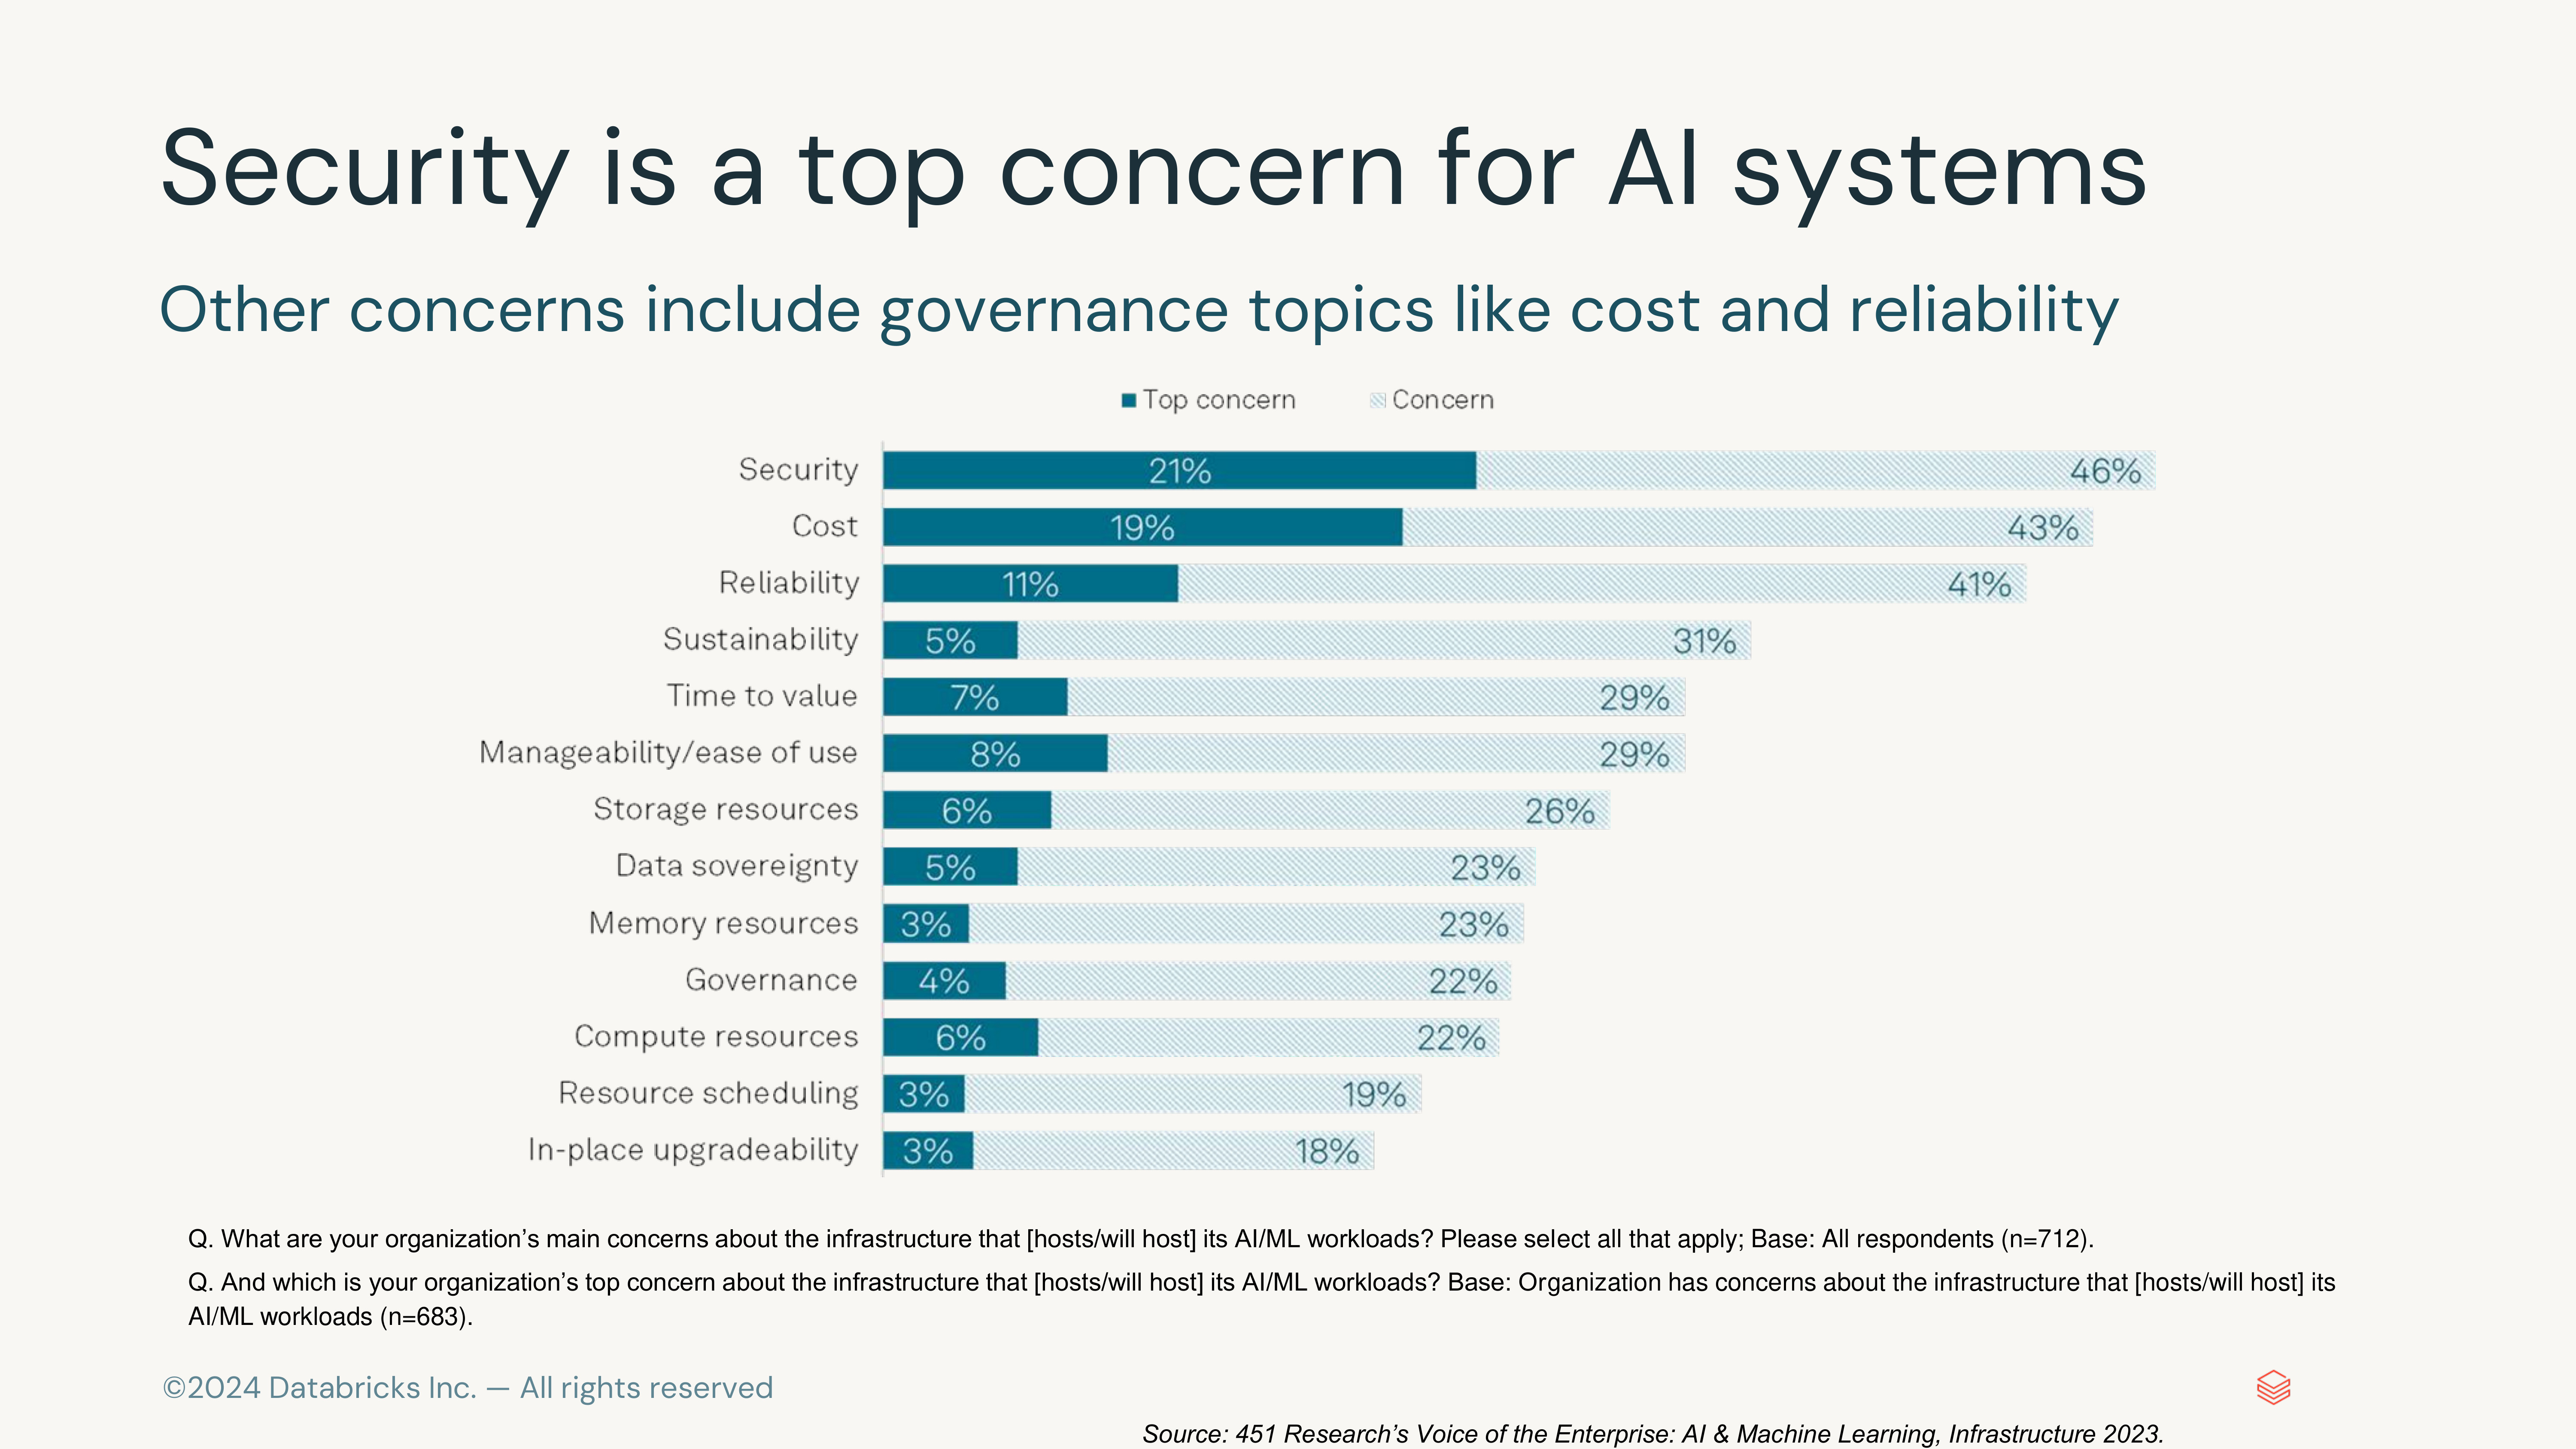 Security is a top concern for AI systems
Other concerns include governance topics like cost and reliability
Top concern Concern
Security 21% 46%
Cost 19% 43%
Reliability 11% 41%
Sustainability 5% 31%
Time to value 7% 29%
Manageability/ease of use 8% 29%
Storage resources 6% 26%
Data sovereignty 5% 23%
Memory resources 3% 23%
Governance 4% 22%
Compute resources 6% 22%
Resource scheduling 3% 19%
In-place upgradeability 3% 18%
Q. What are your organization’s main concerns about the infrastructure that [hosts/will host] its AI/ML workloads? Please select all that apply; Base: All respondents (n=712).
Q. And which is your organization’s top concern about the infrastructure that [hosts/will host] its AI/ML workloads? Base: Organization has concerns about the infrastructure that [hosts/will host] its
AI/ML workloads (n=683).
©2024 Databricks Inc. — All rights reserved
Source: 451 Research’s Voice of the Enterprise: AI & Machine Learning, Infrastructure 2023.